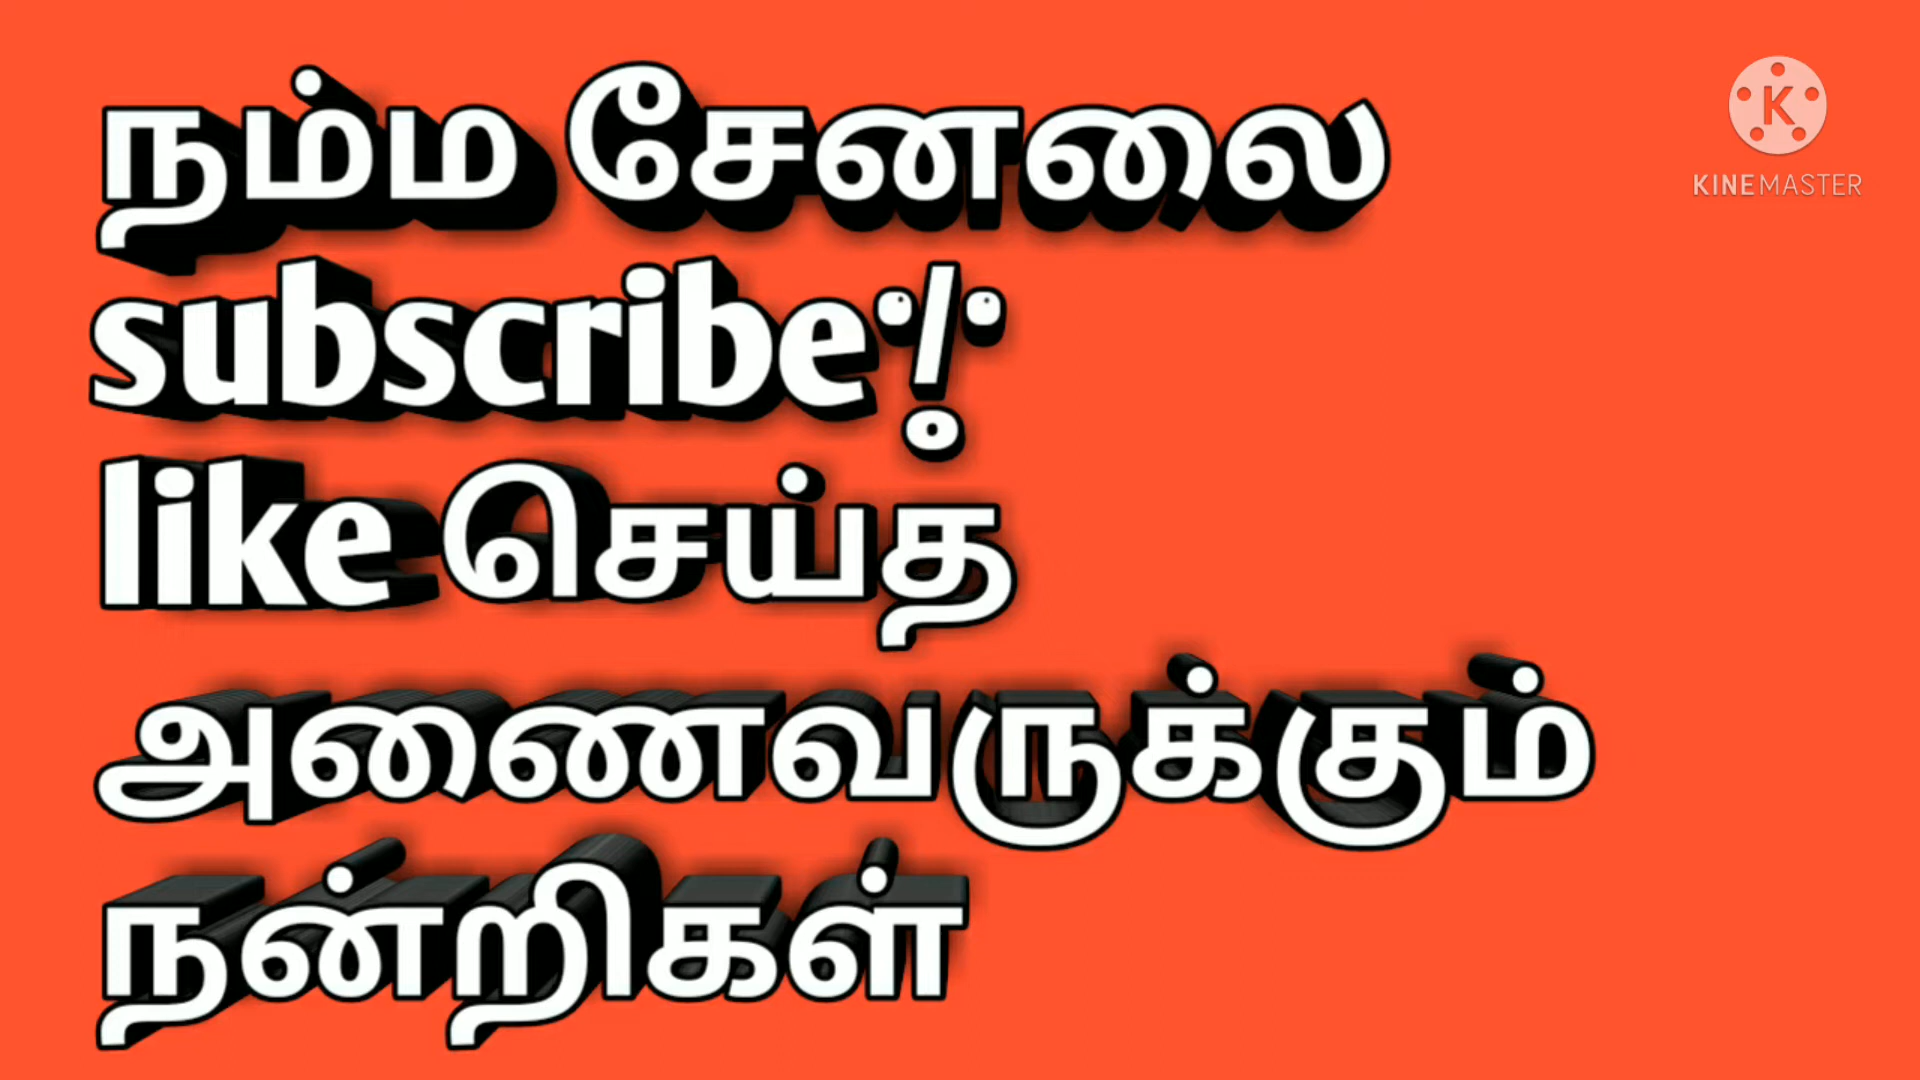 நம்ம சேனலை
subscribe!
like செய்த
அணைவருக்கும்
நன்றிகள்
KINEMASTER